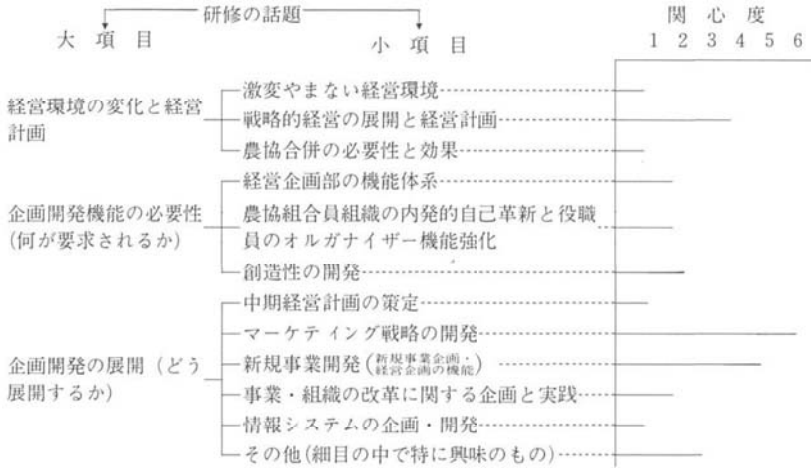 研修の話題
関心度
大項目
小項目
1 2 3 4 5 6
経営環境の変化と経営
計画
激変やまない経営環境
戦略的経営の展開と経営計画
農協合併の必要性と効果
企画開発機能の必要性
(何が要求されるか)
経営企画部の機能体系
農協組合員組織の内発的自己革新と役職
員のオルガナイザー機能強化
創造性の開発
企画開発の展開(どう
展開するか)
中期経営計画の策定
マーケティング戦略の開発
新規事業開発(新規事業企画・
経営企画の機能)
事業・組織の改革に関する企画と実践
情報システムの企画・開発
その他(細目の中で特に興味のもの)